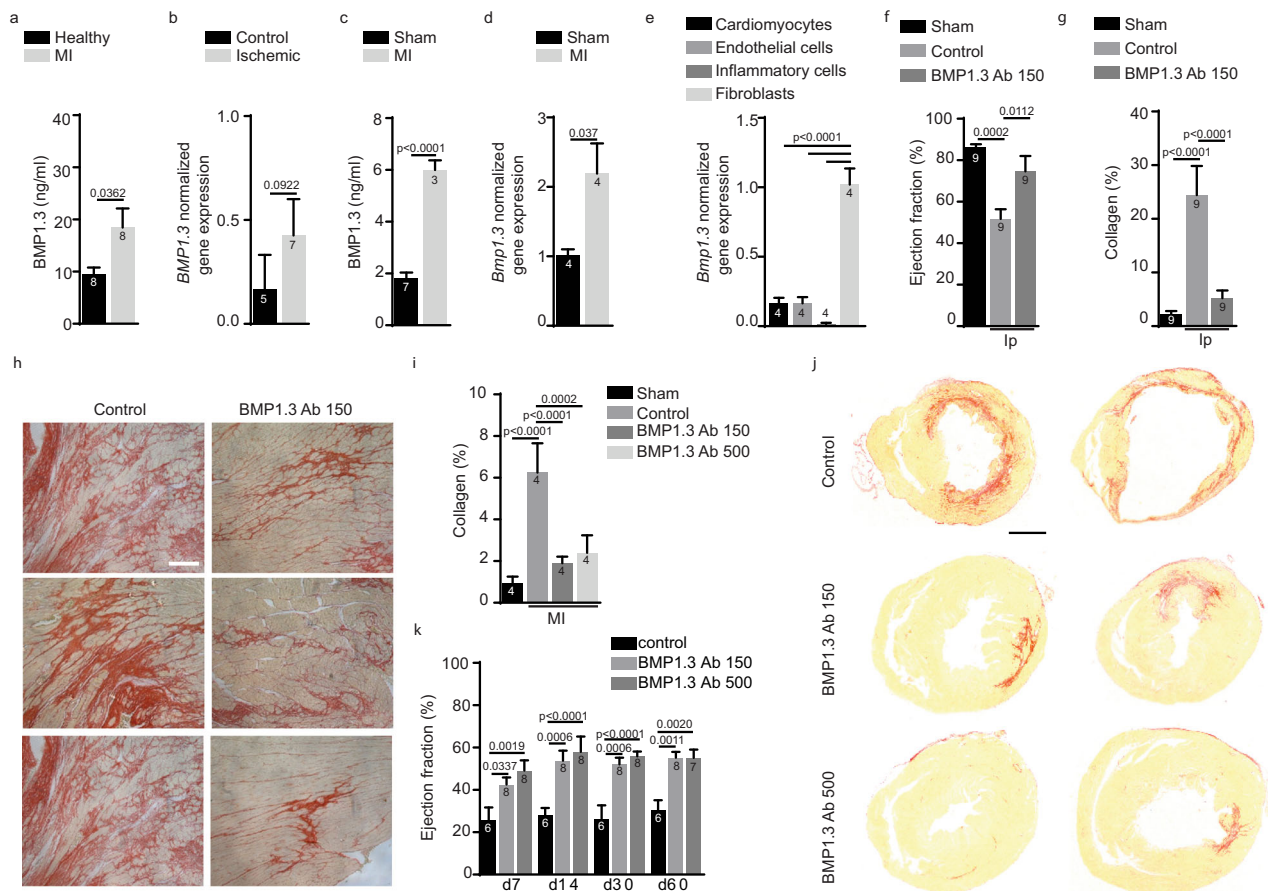 a
Healthy
MI
BMP1.3 (ng/ml)
40
30
20
10
0
0.0362
8
8
b
Control
Ischemic
BMP1.3 normalized
gene expression
1.0
0.5
0.0
0.0922
5
7
c
Sham
MI
BMP1.3 (ng/ml)
8
6
4
2
0
p<0.0001
7
3
d
Sham
MI
Bmp1.3 normalized
gene expression
3
2
1
0
0.037
4
4
e
Cardiomyocytes
Endothelial cells
Inflammatory cells
Fibroblasts
Bmp1.3 normalized
gene expression
1.5
1.0
0.5
0.0
p<0.0001
4
4
4
4
f
Sham
Control
BMP1.3 Ab 150
Ejection fraction (%)
100
80
60
40
80
0
0.0112
0.0002
9
9
9
Ip
g
Sham
Control
BMP1.3 Ab 150
Collagen (%)
40
30
20
30
0
p<0.0001
p<0.0001
9
9
9
Ip
h
Control
BMP1.3 Ab 150
i
Sham
Control
BMP1.3 Ab 150
BMP1.3 Ab 500
Collagen (%)
10
8
6
4
2
0
0.0002
p<0.0001
p<0.0001
4
4
4
4
MI
j
Control
BMP1.3 Ab 150
BMP1.3 Ab 500
k
control
BMP1.3 Ab 150
BMP1.3 Ab 500
Ejection fraction (%)
100
80
60
40
20
0
0.0019
0.0337
6
8
8
p<0.0001
0.0006
6
8
8
p<0.0001
0.0006
6
8
8
0.0020
0.0011
6
8
7
d7
d14
d30
d60